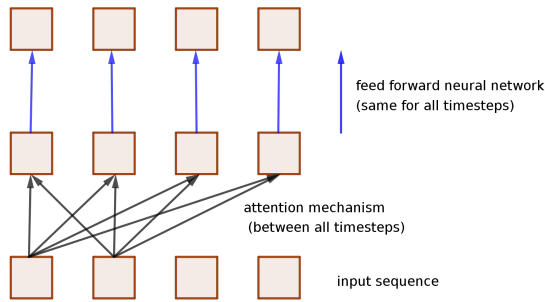 feed forward neural network
(same for all timesteps)
attention mechanism
(between all timesteps)
input sequence